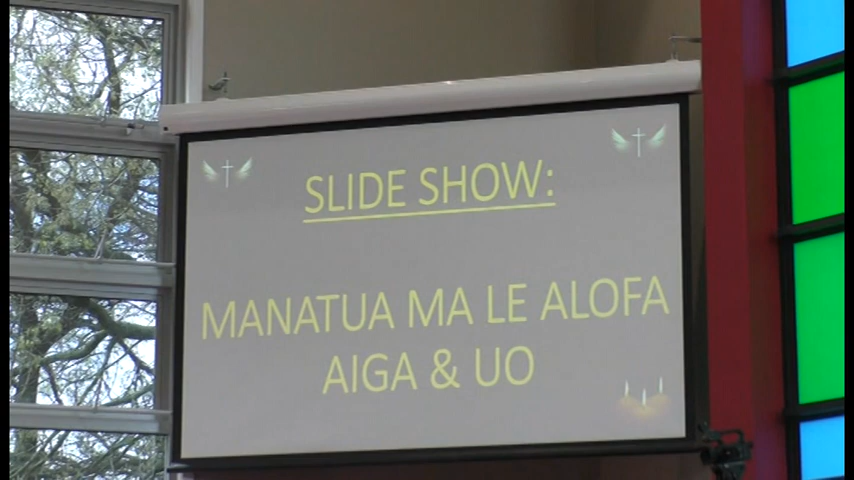 SLIDE SHOW:
MANATUA MA LE ALOFA
AIGA & UO